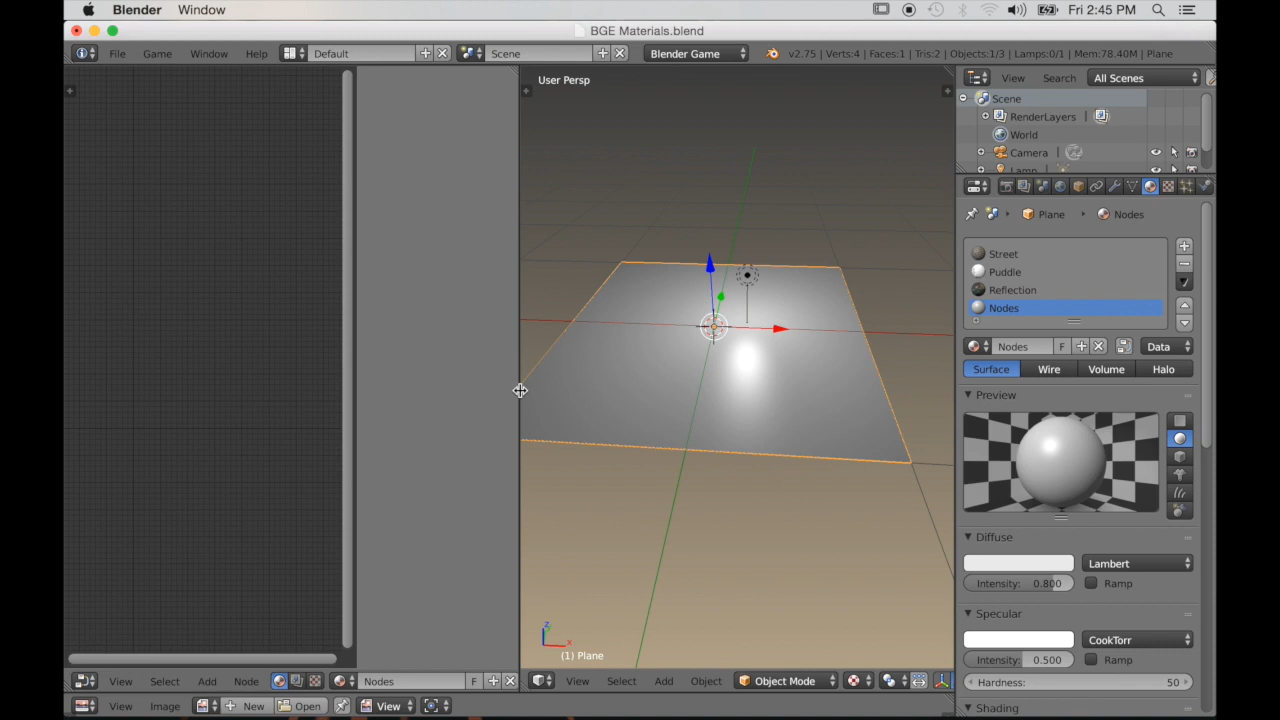 Blender Window Fri 2:45 PM
BGE Materials.blend
File Game Window Help Default Scene Blender Game v2.75 | Verts:4 | Faces:1 | Tris:2 | Objects:1/3 | Lamps:0/1 | Mem:78.40M | Plane
User Persp
View Search All Scenes
Scene
RenderLayers |
World
Camera |
Lamp
Plane Nodes
Street
Puddle
Reflection
Nodes
Nodes F Data
Surface Wire Volume Halo
Preview
Diffuse
Lambert
Intensity: 0.800 Ramp
Specular
CookTorr
Intensity: 0.500 Ramp
Hardness: 50
Shading
z
x
(1) Plane
View Select Add Node Nodes F
View Select Add Object Object Mode
View Image New Open View